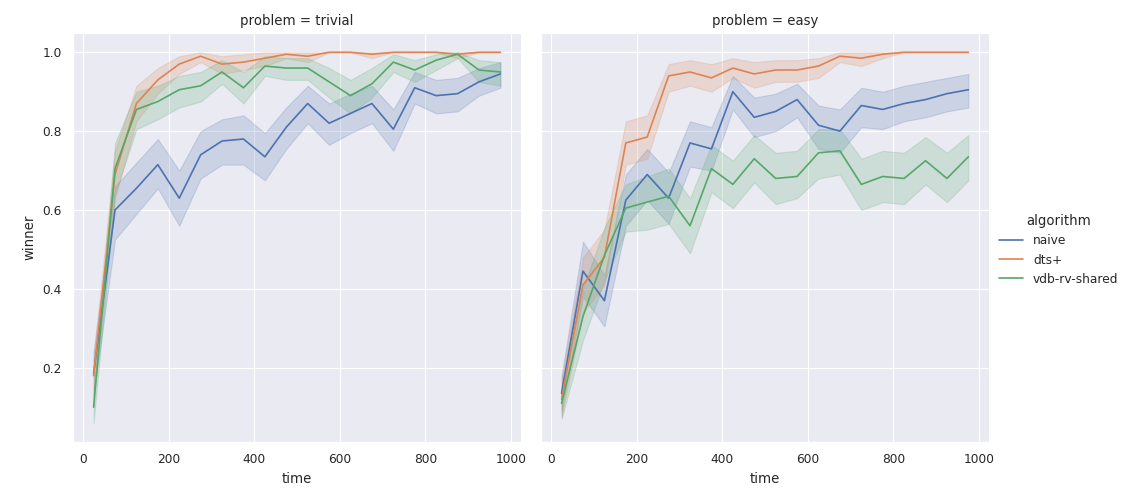 problem = trivial
problem = easy
winner
1.0
0.8
0.6
0.4
0.2
0 200 400 600 800 1000
0 200 400 600 800 1000
time
time
algorithm
naive
dts+
vdb-rv-shared